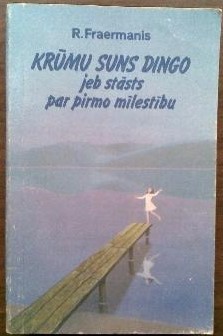 R.Fraermanis
KRŪMU SUNS DINGO
jeb stāsts
par pirmo mīlestību